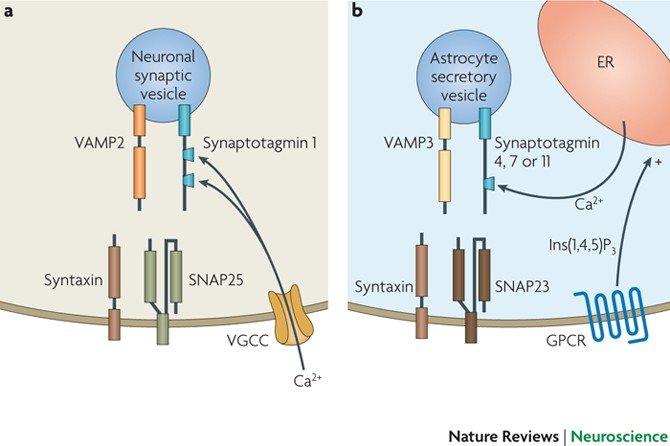 a
Neuronal
synaptic
vesicle
VAMP2
Synaptotagmin 1
Syntaxin
SNAP25
VGCC
Ca²⁺
b
Astrocyte
secretory
vesicle
ER
VAMP3
Synaptotagmin
4, 7 or 11
+
Ca²⁺
Ins(1,4,5)P₃
Syntaxin
SNAP23
GPCR
Nature Reviews | Neuroscience